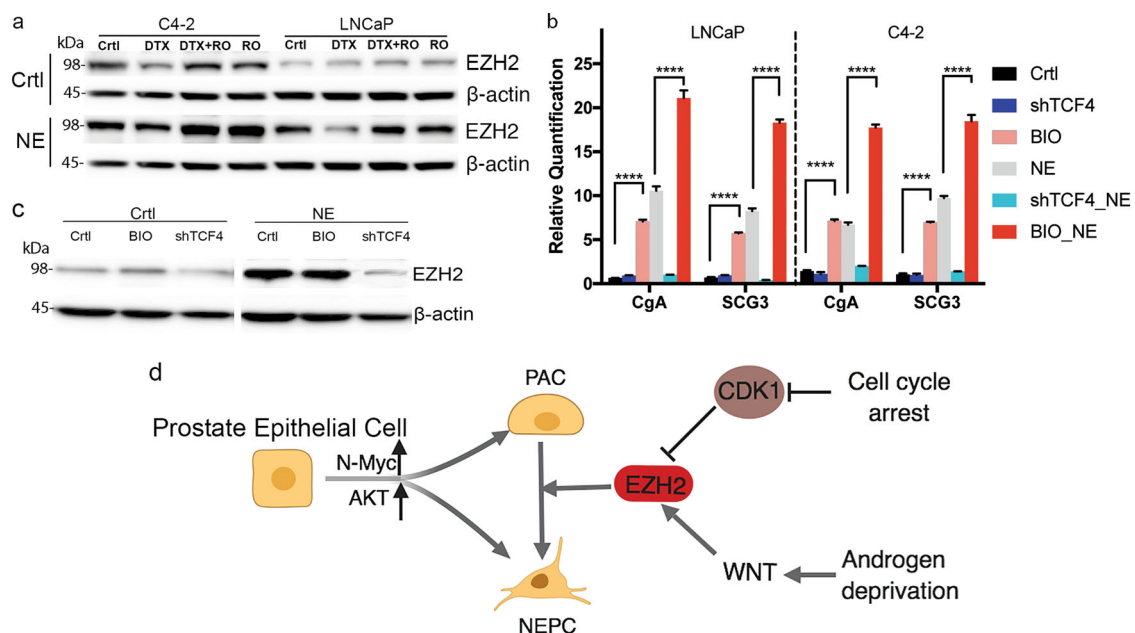 a
C4-2
LNCaP
kDa
Crtl
DTX
DTX+RO
RO
Crtl
DTX
DTX+RO
RO
Crtl
98-
EZH2
45-
β-actin
NE
98-
EZH2
45-
β-actin
b
LNCaP
C4-2
Relative Quantification
20
15
10
5
0
****
****
****
****
****
****
****
****
CgA
SCG3
CgA
SCG3
Crtl
shTCF4
BIO
NE
shTCF4_NE
BIO_NE
c
Crtl
NE
kDa
Crtl
BIO
shTCF4
Crtl
BIO
shTCF4
98-
EZH2
45-
β-actin
d
Prostate Epithelial Cell
N-Myc
AKT
PAC
NEPC
CDK1
Cell cycle
arrest
EZH2
WNT
Androgen
deprivation